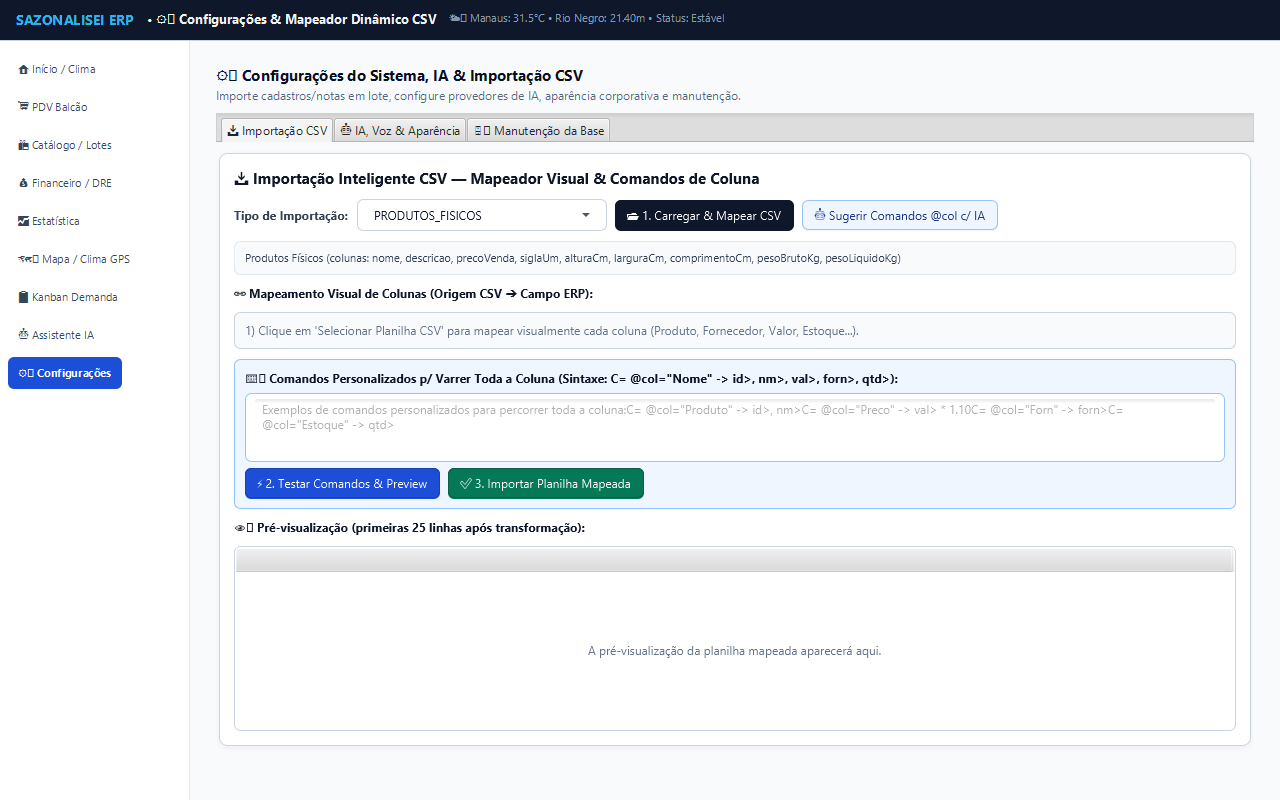 SAZONALISEI ERP • Configurações & Mapeador Dinâmico CSV Manaus: 31.5°C • Rio Negro: 21.40m • Status: Estável
Início / Clima
PDV Balcão
Catálogo / Lotes
Financeiro / DRE
Estatística
Mapa / Clima GPS
Kanban Demanda
Assistente IA
Configurações
Configurações do Sistema, IA & Importação CSV
Importe cadastros/notas em lote, configure provedores de IA, aparência corporativa e manutenção.
Importação CSV IA, Voz & Aparência Manutenção da Base
Importação Inteligente CSV — Mapeador Visual & Comandos de Coluna
Tipo de Importação: PRODUTOS_FISICOS 1. Carregar & Mapear CSV Sugerir Comandos @col c/ IA
Produtos Físicos (colunas: nome, descricao, precoVenda, siglaUm, alturaCm, larguraCm, comprimentoCm, pesoBrutoKg, pesoLiquidoKg)
Mapeamento Visual de Colunas (Origem CSV ➔ Campo ERP):
1) Clique em 'Selecionar Planilha CSV' para mapear visualmente cada coluna (Produto, Fornecedor, Valor, Estoque...).
Comandos Personalizados p/ Varrer Toda a Coluna (Sintaxe: C= @col="Nome" -> id>, nm>, val>, forn>, qtd>):
Exemplos de comandos personalizados para percorrer toda a coluna:C= @col="Produto" -> id>, nm>C= @col="Preco" -> val> * 1.10C= @col="Forn" -> forn>C=
@col="Estoque" -> qtd>
⚡ 2. Testar Comandos & Preview ✅ 3. Importar Planilha Mapeada
Pré-visualização (primeiras 25 linhas após transformação):
A pré-visualização da planilha mapeada aparecerá aqui.